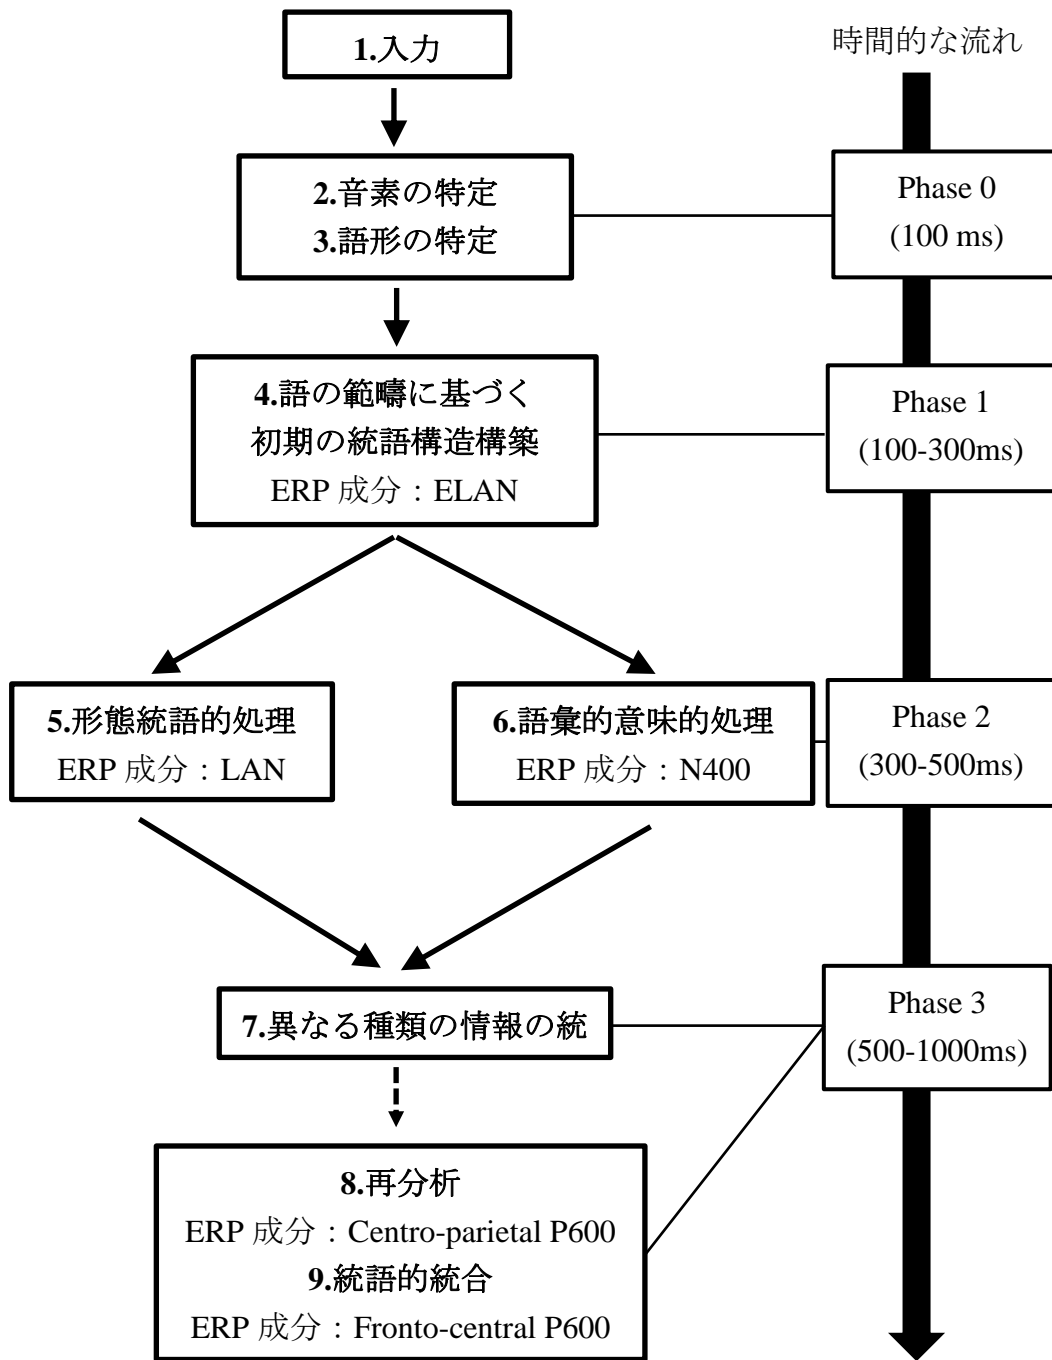 1.入力
時間的な流れ
2.音素の特定
3.語形の特定
Phase 0
(100 ms)
4.語の範疇に基づく
初期の統語構造構築
ERP 成分：ELAN
Phase 1
(100-300ms)
5.形態統語的処理
ERP 成分：LAN
6.語彙的意味的処理
ERP 成分：N400
Phase 2
(300-500ms)
7.異なる種類の情報の統
Phase 3
(500-1000ms)
8.再分析
ERP 成分：Centro-parietal P600
9.統語的統合
ERP 成分：Fronto-central P600